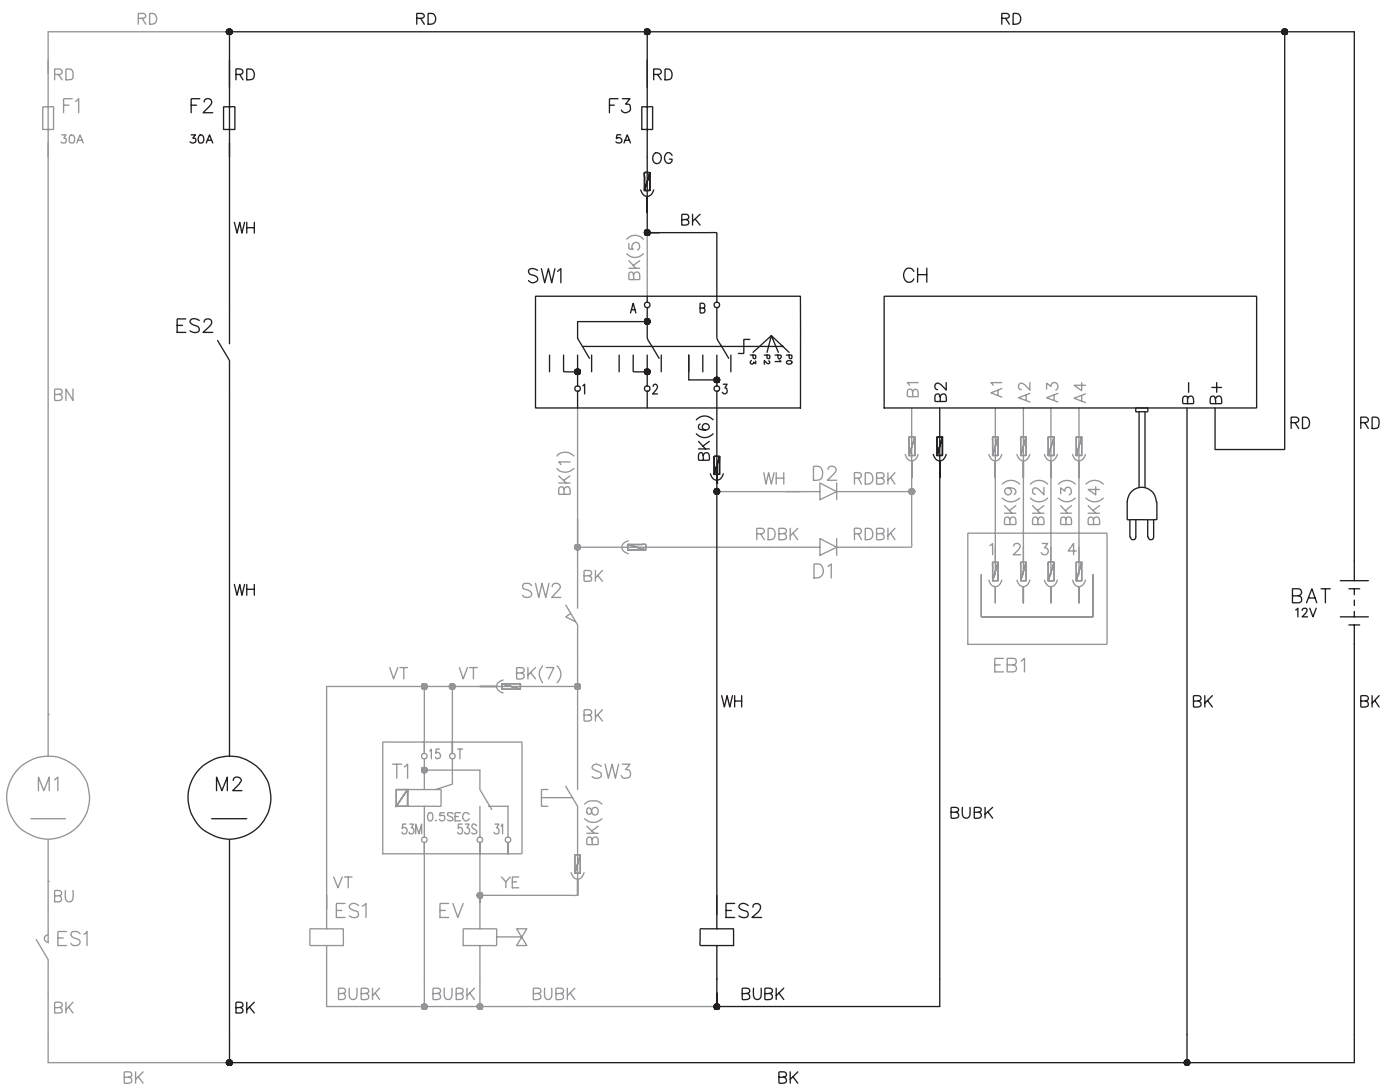 RD RD RD
RD RD RD
F1 F2 F3
30A 30A 5A
OG
BK
WH
BK(5)
SW1 CH
A B
P3 P2 P1 P0
ES2
1 2 3
B1 B2 A1 A2 A3 A4 B- B+
BN
RD RD
BK(6)
BK(1)
WH D2 RDBK
BK(9) BK(2) BK(3) BK(4)
RDBK RDBK
D1
1 2 3 4
BK
SW2
WH
BAT
12V
EB1
VT VT BK(7)
WH BK BK
BK
15 T
T1 SW3
M1 M2
0.5SEC
53M 53S 31
BK(8)
BUBK
VT YE
BU
ES1 EV ES2
ES1
BUBK BUBK BUBK BUBK
BK BK
BK BK